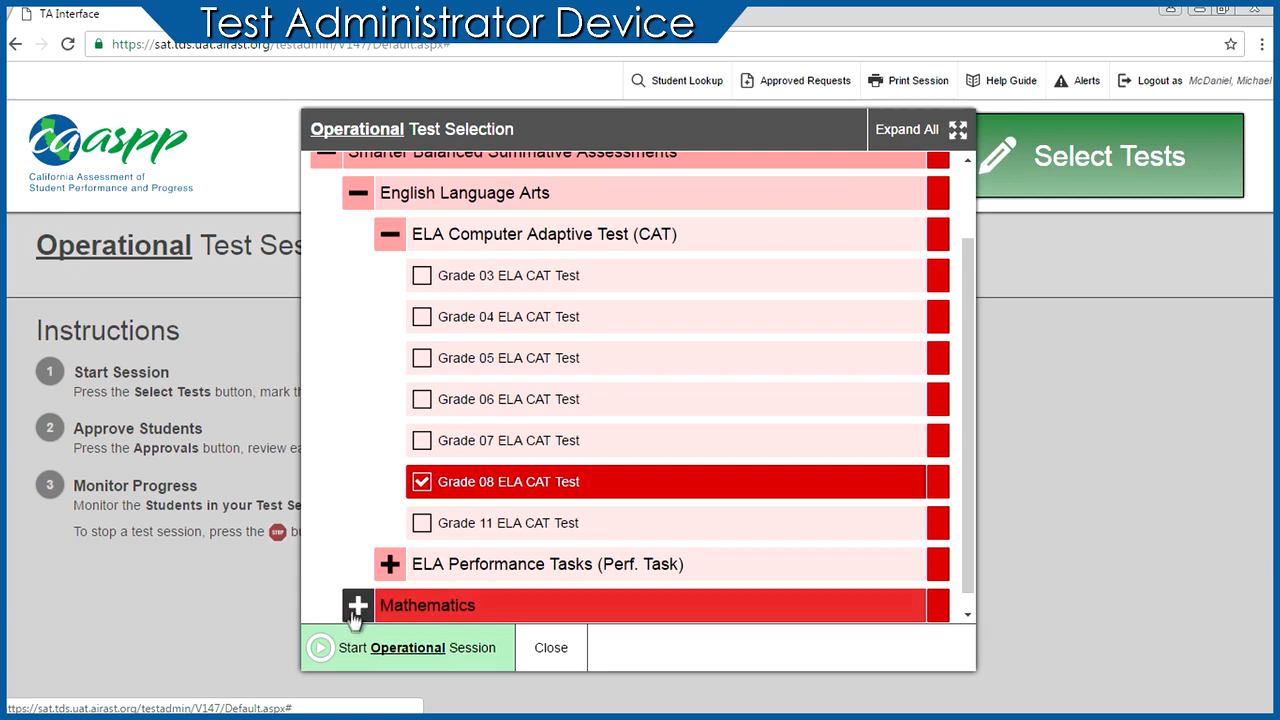 TA Interface
Test Administrator Device
https://sat.tds.uat.airast.org/testadmin/V147/Default.aspx#
Student Lookup
Approved Requests
Print Session
Help Guide
Alerts
Logout as McDaniel, Michael
caaspp
California Assessment of
Student Performance and Progress
Operational Test Selection
Expand All
Select Tests
Smarter Balanced Summative Assessments
English Language Arts
Operational Test Ses
ELA Computer Adaptive Test (CAT)
Grade 03 ELA CAT Test
Grade 04 ELA CAT Test
Grade 05 ELA CAT Test
Grade 06 ELA CAT Test
Grade 07 ELA CAT Test
Grade 08 ELA CAT Test
Grade 11 ELA CAT Test
ELA Performance Tasks (Perf. Task)
Mathematics
Instructions
1 Start Session
Press the Select Tests button, mark th
2 Approve Students
Press the Approvals button, review ea
3 Monitor Progress
Monitor the Students in your Test Se
To stop a test session, press the STOP bu
Start Operational Session
Close
ttps://sat.tds.uat.airast.org/testadmin/V147/Default.aspx#